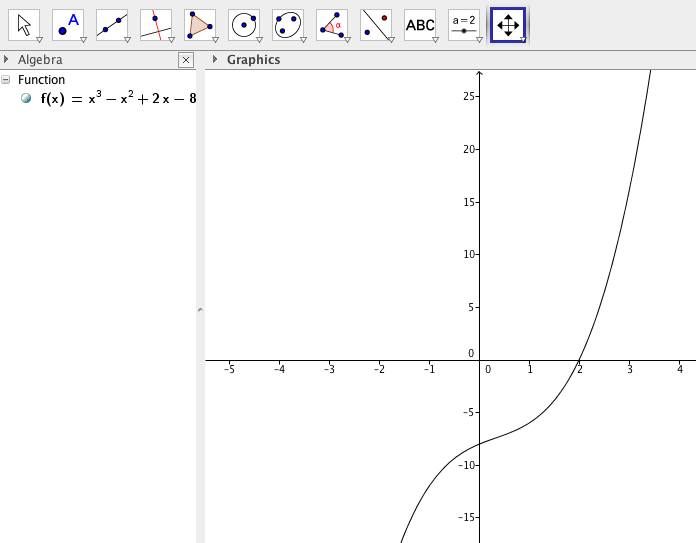 A
α
ABC
a = 2
Algebra
Graphics
Function
f(x) = x³ − x² + 2 x − 8
25
20
15
10
5
0
-5 -4 -3 -2 -1 0 1 2 3 4
-5
-10
-15